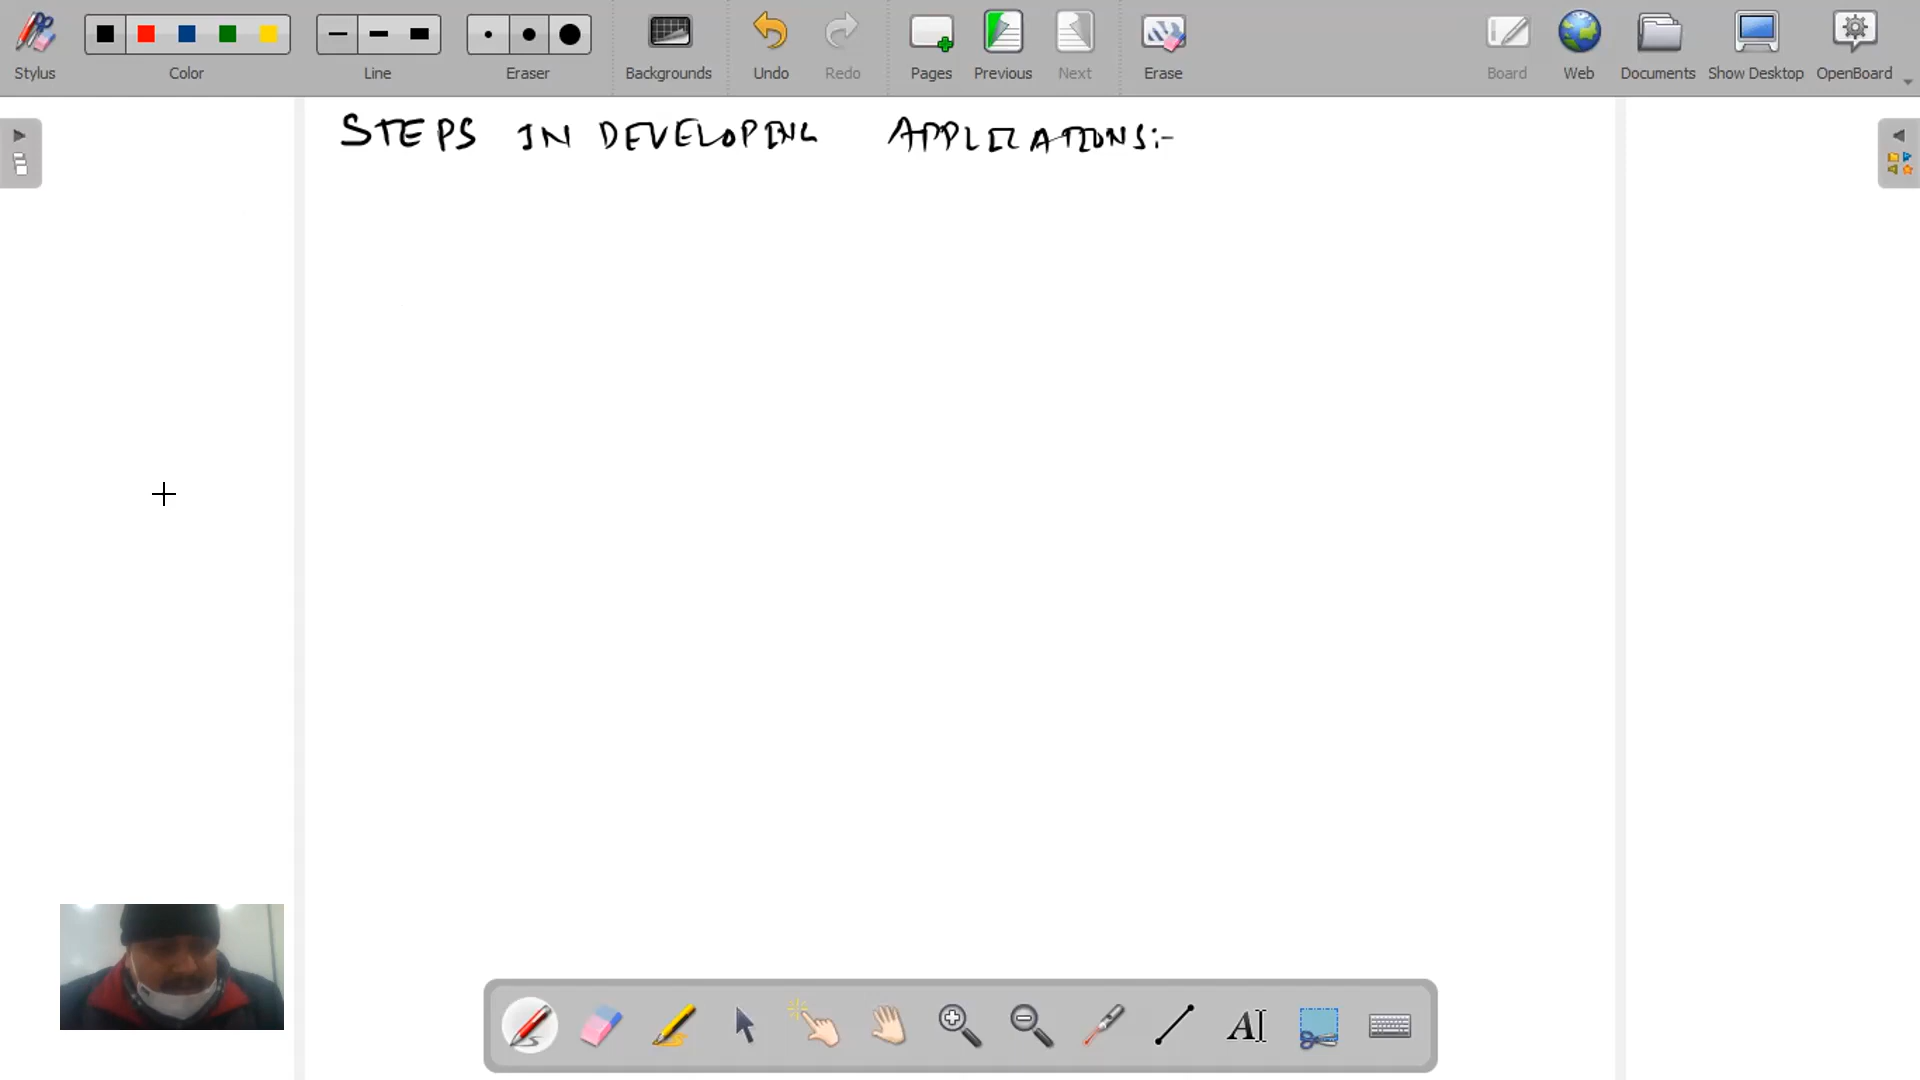 Stylus
Color
Line
Eraser
Backgrounds
Undo
Redo
Pages
Previous
Next
Erase
Board
Web
Documents
Show Desktop
OpenBoard
STEPS IN DEVELOPING APPLICATIONS:-